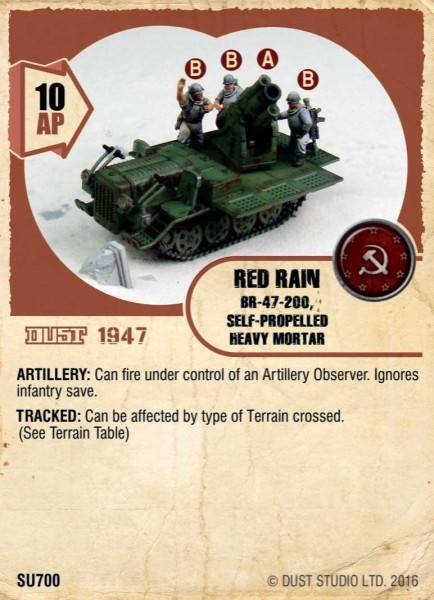 10
AP
B
B
A
B
RED RAIN
BR-47-200,
SELF-PROPELLED
HEAVY MORTAR
DUST 1947
ARTILLERY: Can fire under control of an Artillery Observer. Ignores
infantry save.
TRACKED: Can be affected by type of Terrain crossed.
(See Terrain Table)
SU700
© DUST STUDIO LTD. 2016